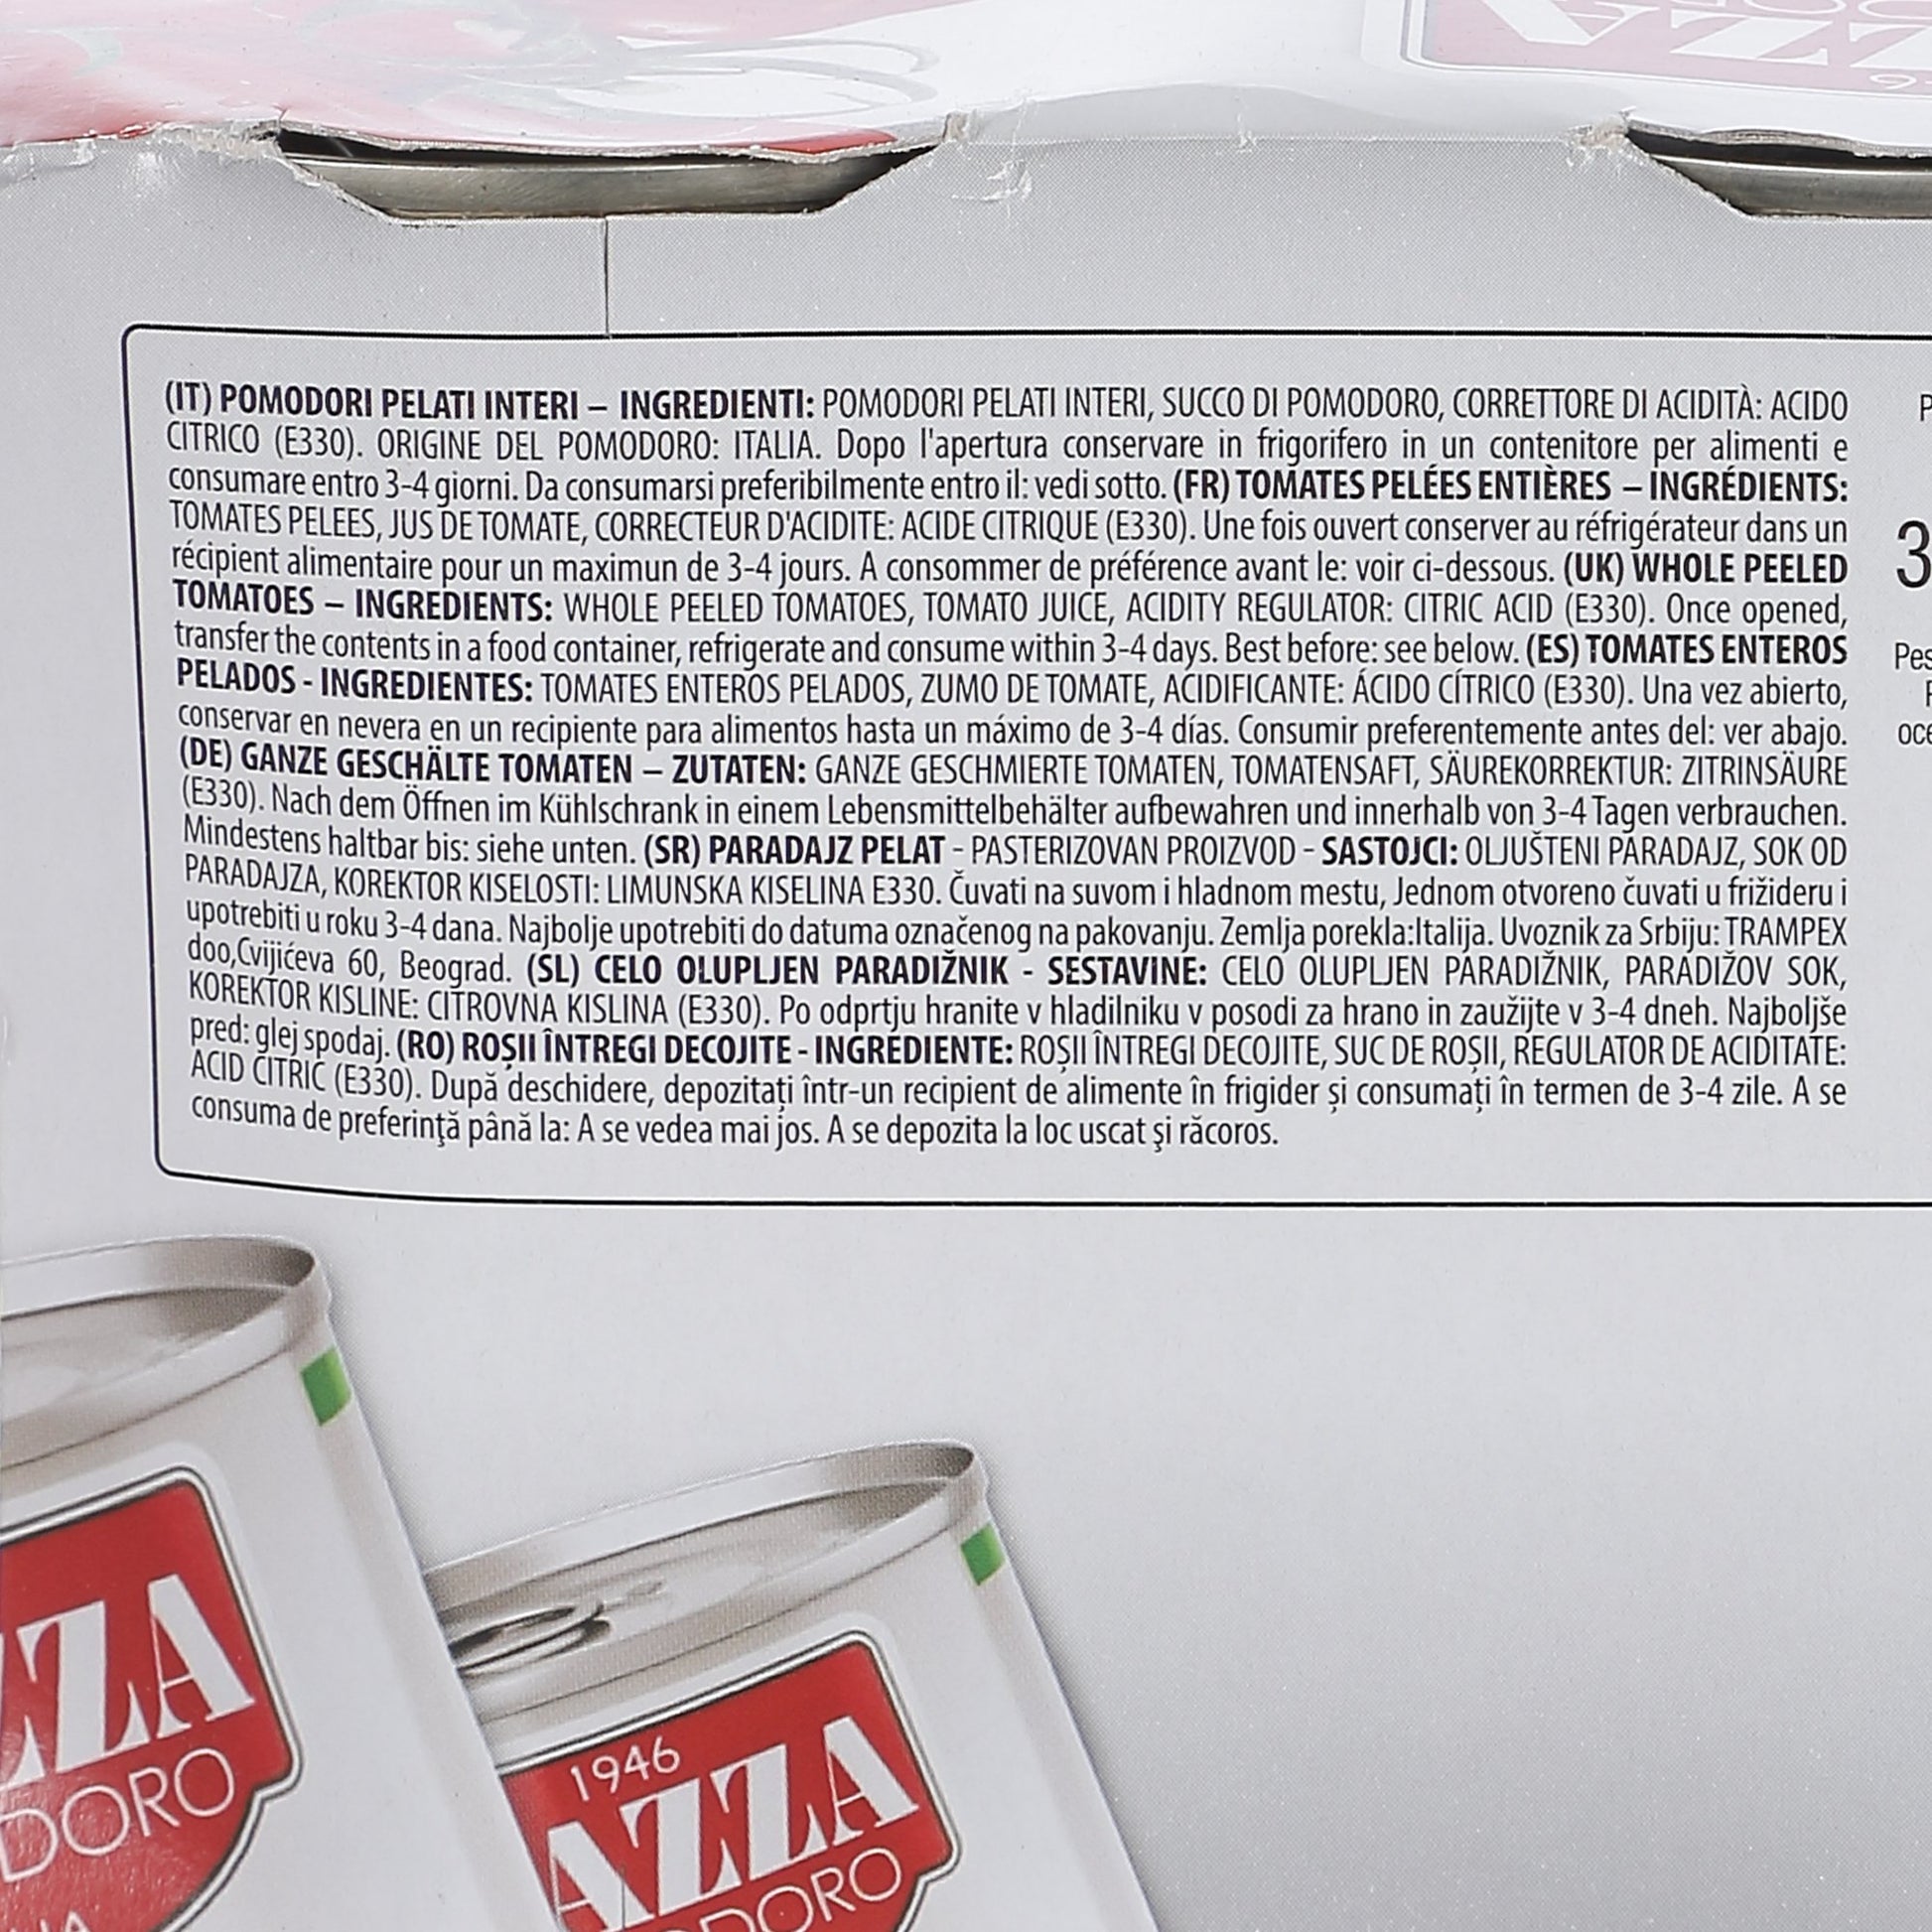 (IT) POMODORI PELATI INTERI – INGREDIENTI: POMODORI PELATI INTERI, SUCCO DI POMODORO, CORRETTORE DI ACIDITÀ: ACIDO
CITRICO (E330). ORIGINE DEL POMODORO: ITALIA. Dopo l'apertura conservare in frigorifero in un contenitore per alimenti e
consumare entro 3-4 giorni. Da consumarsi preferibilmente entro il: vedi sotto. (FR) TOMATES PELÉES ENTIÈRES – INGRÉDIENTS:
TOMATES PELEES, JUS DE TOMATE, CORRECTEUR D'ACIDITE: ACIDE CITRIQUE (E330). Une fois ouvert conserver au réfrigérateur dans un
récipient alimentaire pour un maximun de 3-4 jours. A consommer de préférence avant le: voir ci-dessous. (UK) WHOLE PEELED
TOMATOES – INGREDIENTS: WHOLE PEELED TOMATOES, TOMATO JUICE, ACIDITY REGULATOR: CITRIC ACID (E330). Once opened,
transfer the contents in a food container, refrigerate and consume within 3-4 days. Best before: see below. (ES) TOMATES ENTEROS
PELADOS - INGREDIENTES: TOMATES ENTEROS PELADOS, ZUMO DE TOMATE, ACIDIFICANTE: ÁCIDO CÍTRICO (E330). Una vez abierto,
conservar en nevera en un recipiente para alimentos hasta un máximo de 3-4 días. Consumir preferentemente antes del: ver abajo.
(DE) GANZE GESCHÄLTE TOMATEN – ZUTATEN: GANZE GESCHMIERTE TOMATEN, TOMATENSAFT, SÄUREKORREKTUR: ZITRINSÄURE
(E330). Nach dem Öffnen im Kühlschrank in einem Lebensmittelbehälter aufbewahren und innerhalb von 3-4 Tagen verbrauchen.
Mindestens haltbar bis: siehe unten. (SR) PARADAJZ PELAT - PASTERIZOVAN PROIZVOD - SASTOJCI: OLJUŠTENI PARADAJZ, SOK OD
PARADAJZA, KOREKTOR KISELOSTI: LIMUNSKA KISELINA E330. Čuvati na suvom i hladnom mestu, Jednom otvoreno čuvati u frižideru i
upotrebiti u roku 3-4 dana. Najbolje upotrebiti do datuma označenog na pakovanju. Zemlja porekla:Italija. Uvoznik za Srbiju: TRAMPEX
doo,Cvijićeva 60, Beograd. (SL) CELO OLUPLJEN PARADIŽNIK - SESTAVINE: CELO OLUPLJEN PARADIŽNIK, PARADIŽOV SOK,
KOREKTOR KISLINE: CITROVNA KISLINA (E330). Po odprtju hranite v hladilniku v posodi za hrano in zaužijte v 3-4 dneh. Najboljše
pred: glej spodaj. (RO) ROȘII ÎNTREGI DECOJITE - INGREDIENTE: ROȘII ÎNTREGI DECOJITE, SUC DE ROȘII, REGULATOR DE ACIDITATE:
ACID CITRIC (E330). După deschidere, depozitați într-un recipient de alimente în frigider și consumați în termen de 3-4 zile. A se
consuma de preferinţă până la: A se vedea mai jos. A se depozita la loc uscat şi răcoros.
1946
AZZA